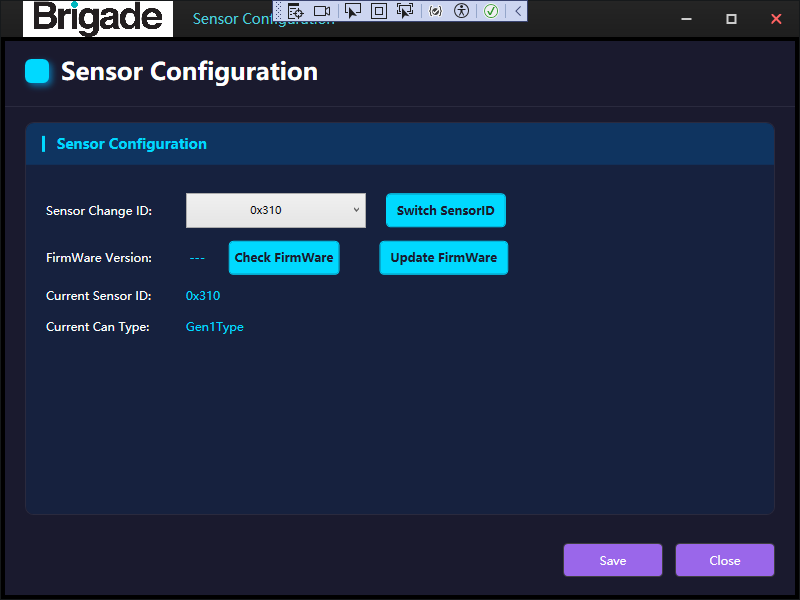 Brigade
Sensor Configuration
Sensor Configuration
Sensor Configuration
Sensor Change ID: 0x310 Switch SensorID
FirmWare Version: --- Check FirmWare Update FirmWare
Current Sensor ID: 0x310
Current Can Type: Gen1Type
Save Close